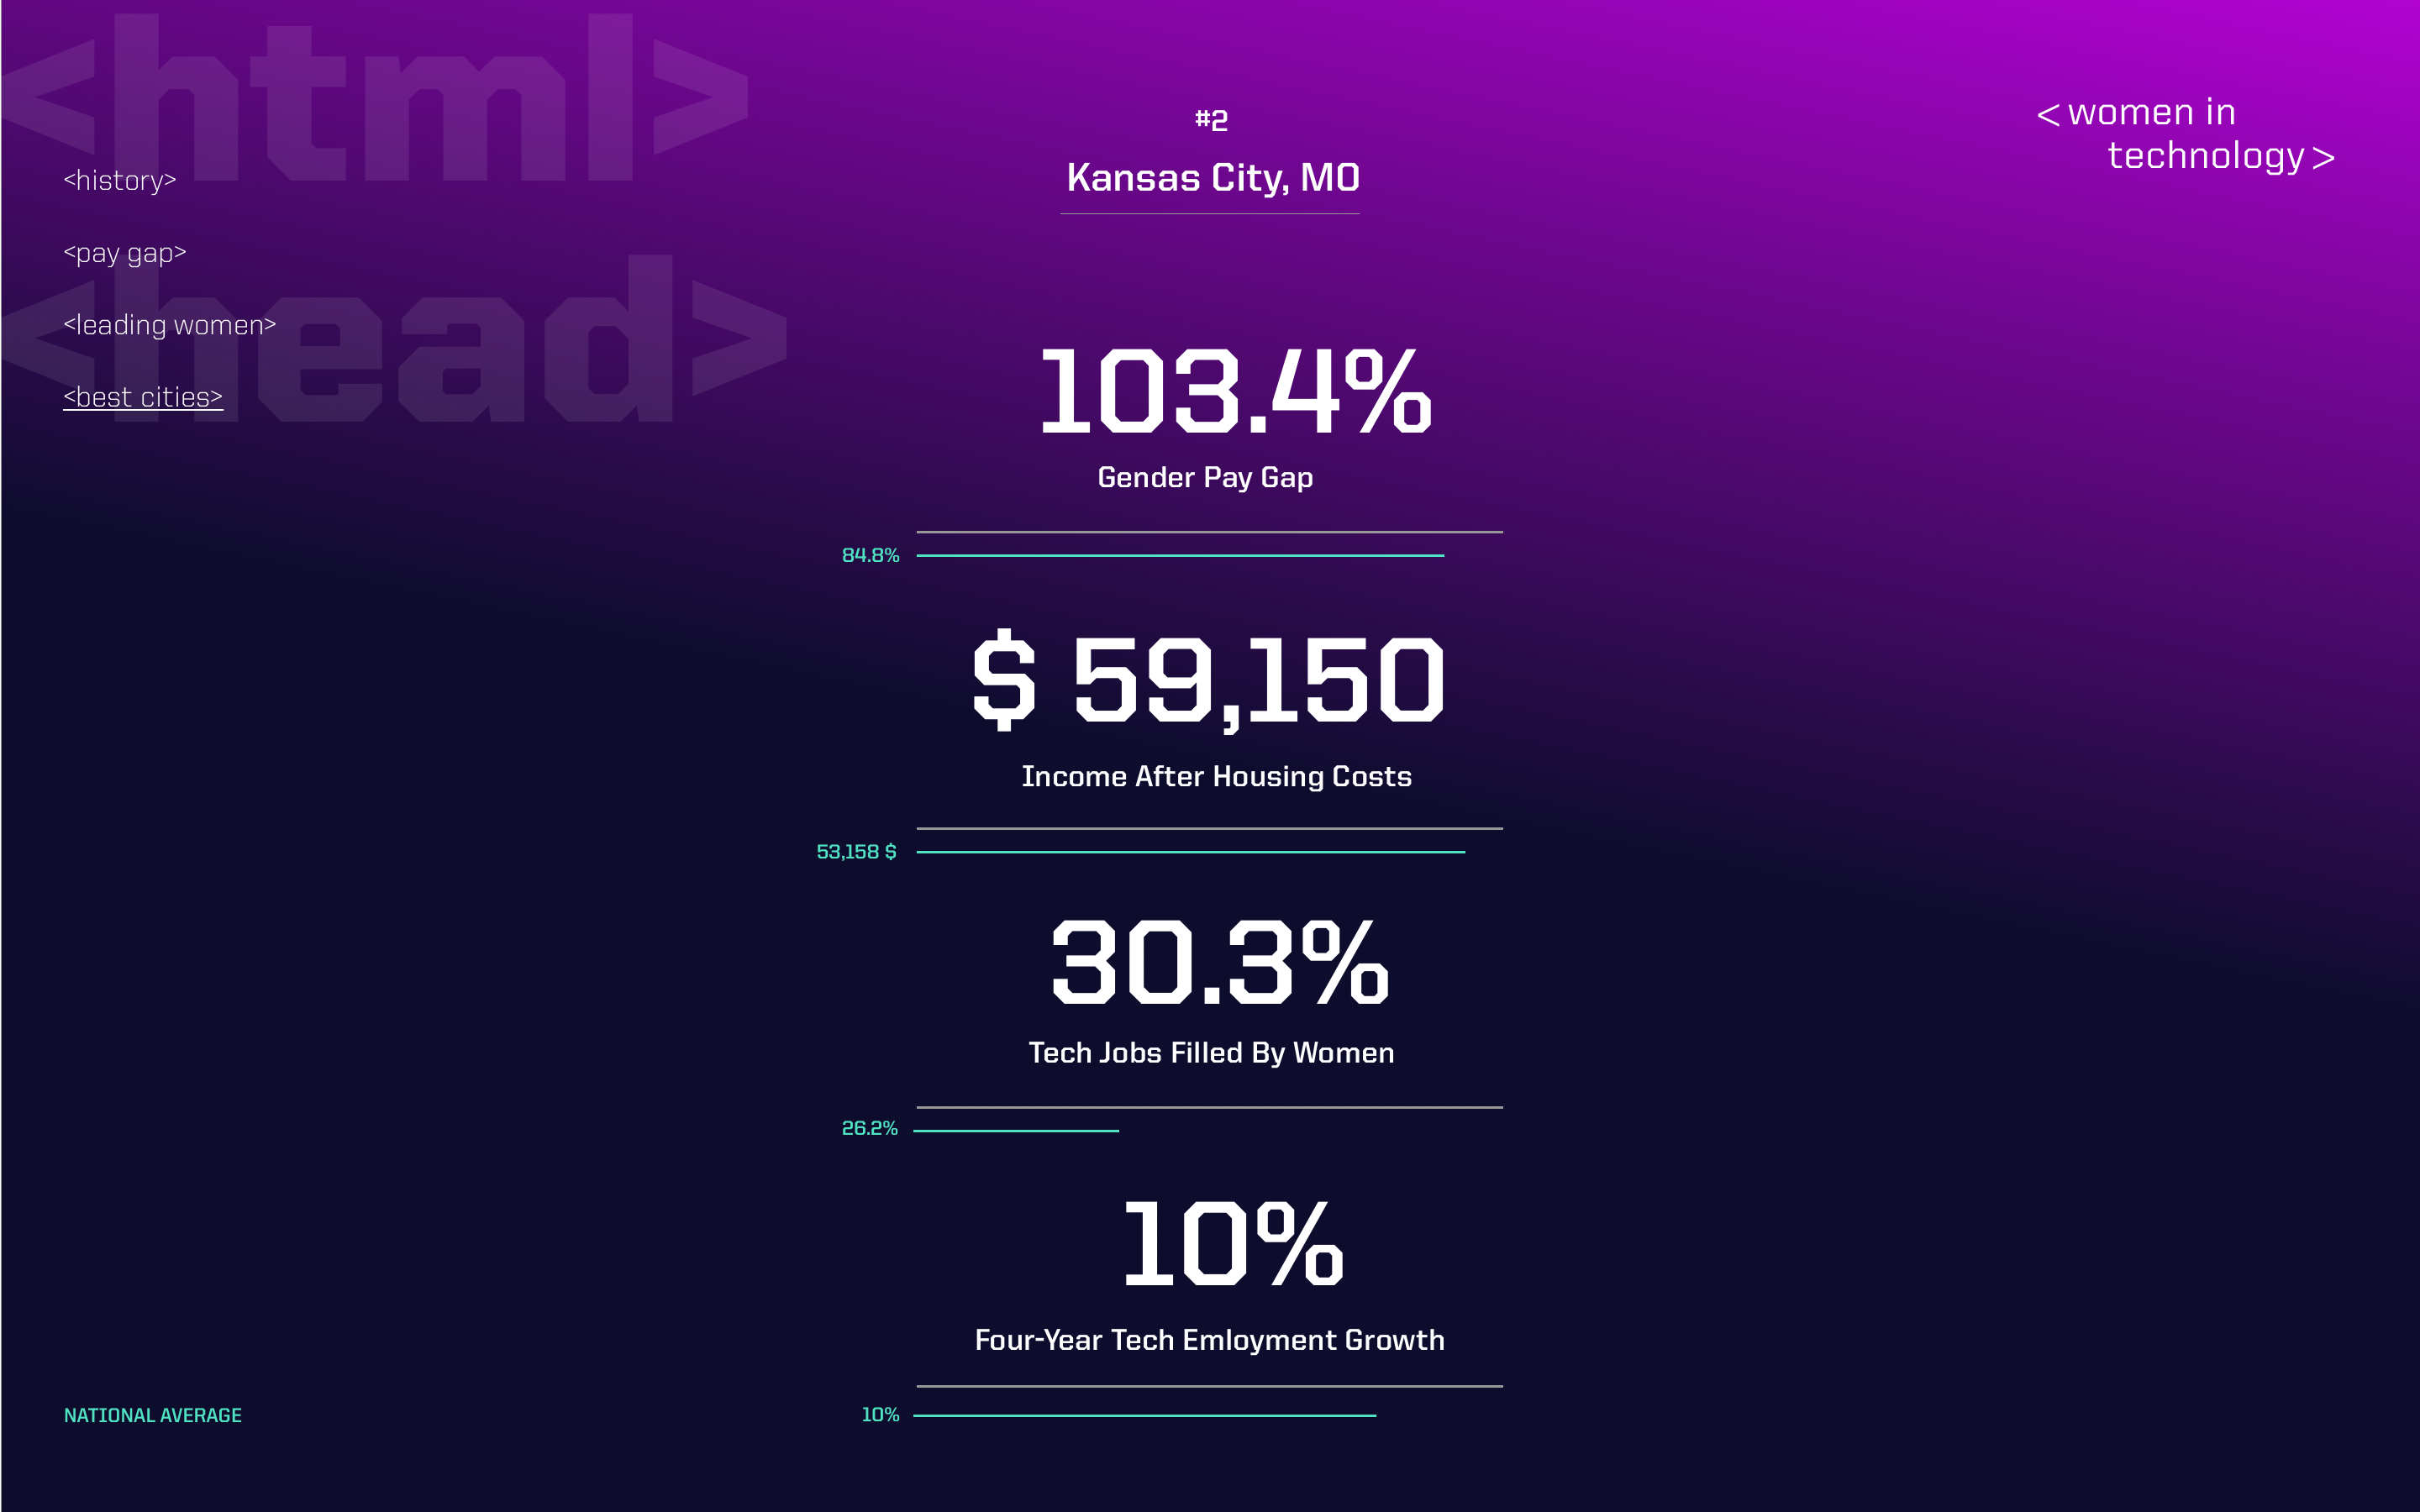 <html>
<head>
<history>
<pay gap>
<leading women>
<best cities>
#2
Kansas City, MO
< women in
technology >
103.4%
Gender Pay Gap
84.8%
$ 59,150
Income After Housing Costs
53,158 $
30.3%
Tech Jobs Filled By Women
26.2%
10%
Four-Year Tech Emloyment Growth
10%
NATIONAL AVERAGE